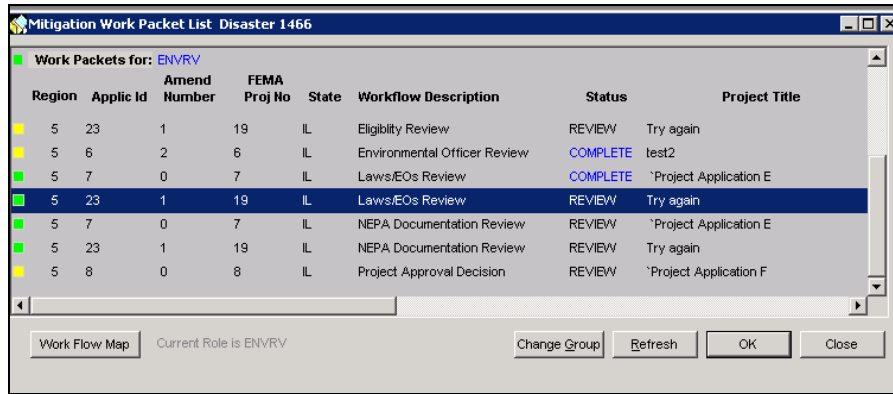 Mitigation Work Packet List  Disaster 1466
Work Packets for: ENVRV
Region Applic Id Amend Number FEMA Proj No State Workflow Description Status Project Title
5 23 1 19 IL Eligiblity Review REVIEW Try again
5 6 2 6 IL Environmental Officer Review COMPLETE test2
5 7 0 7 IL Laws/EOs Review COMPLETE `Project Application E
5 23 1 19 IL Laws/EOs Review REVIEW Try again
5 7 0 7 IL NEPA Documentation Review REVIEW `Project Application E
5 23 1 19 IL NEPA Documentation Review REVIEW Try again
5 8 0 8 IL Project Approval Decision REVIEW `Project Application F
Work Flow Map Current Role is ENVRV Change Group Refresh OK Close